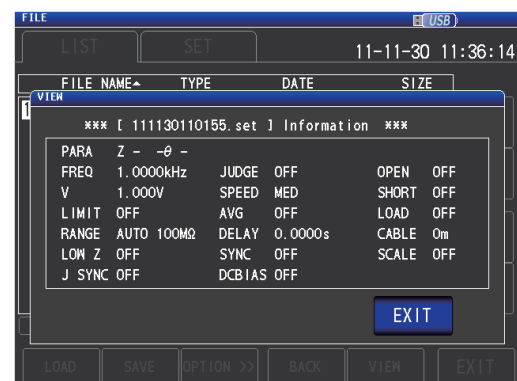 FILE USB
LIST SET 11-11-30 11:36:14
FILE NAME TYPE DATE SIZE
VIEW
1
*** [ 111130110155.set ] Information ***
PARA Z - -θ -
FREQ 1.0000kHz JUDGE OFF OPEN OFF
V 1.000V SPEED MED SHORT OFF
LIMIT OFF AVG OFF LOAD OFF
RANGE AUTO 100MΩ DELAY 0.0000s CABLE 0m
LOW Z OFF SYNC OFF SCALE OFF
J SYNC OFF DCBIAS OFF
EXIT
LOAD SAVE OPTION >> BACK VIEW EXIT